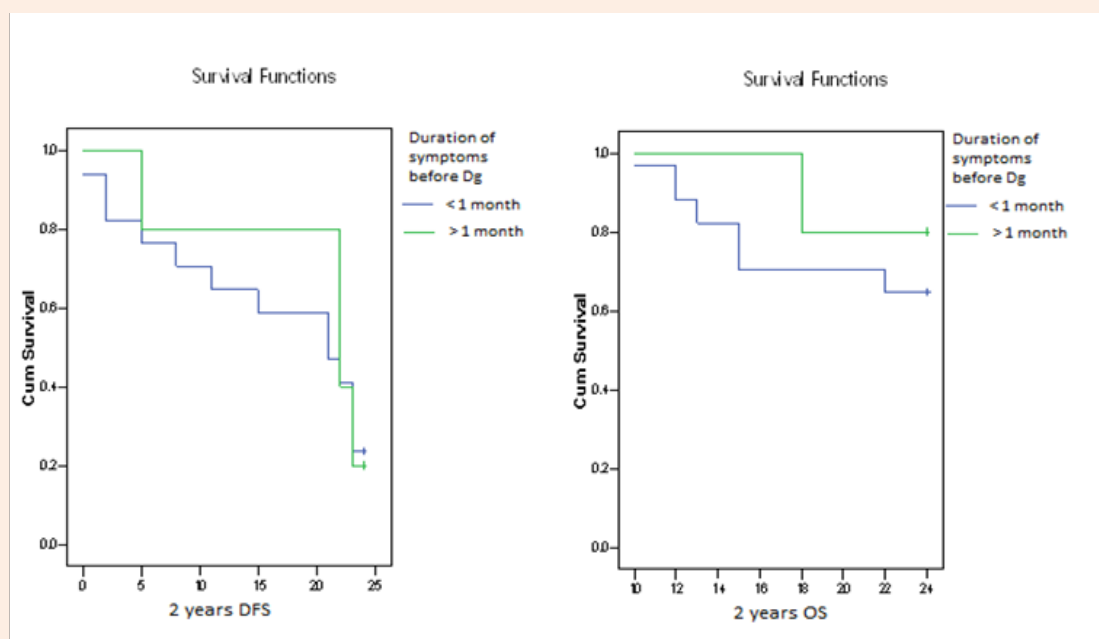 Survival Functions
Cum Survival
1.0
0.8
0.6
0.4
0.2
0.0
0
5
10
15
20
25
2 years DFS
Duration of
symptoms
before Dg
< 1 month
> 1 month
Survival Functions
Cum Survival
1.0
0.8
0.6
0.4
0.2
0.0
10
12
14
16
18
20
22
24
2 years OS
Duration of
symptoms
before Dg
< 1 month
> 1 month